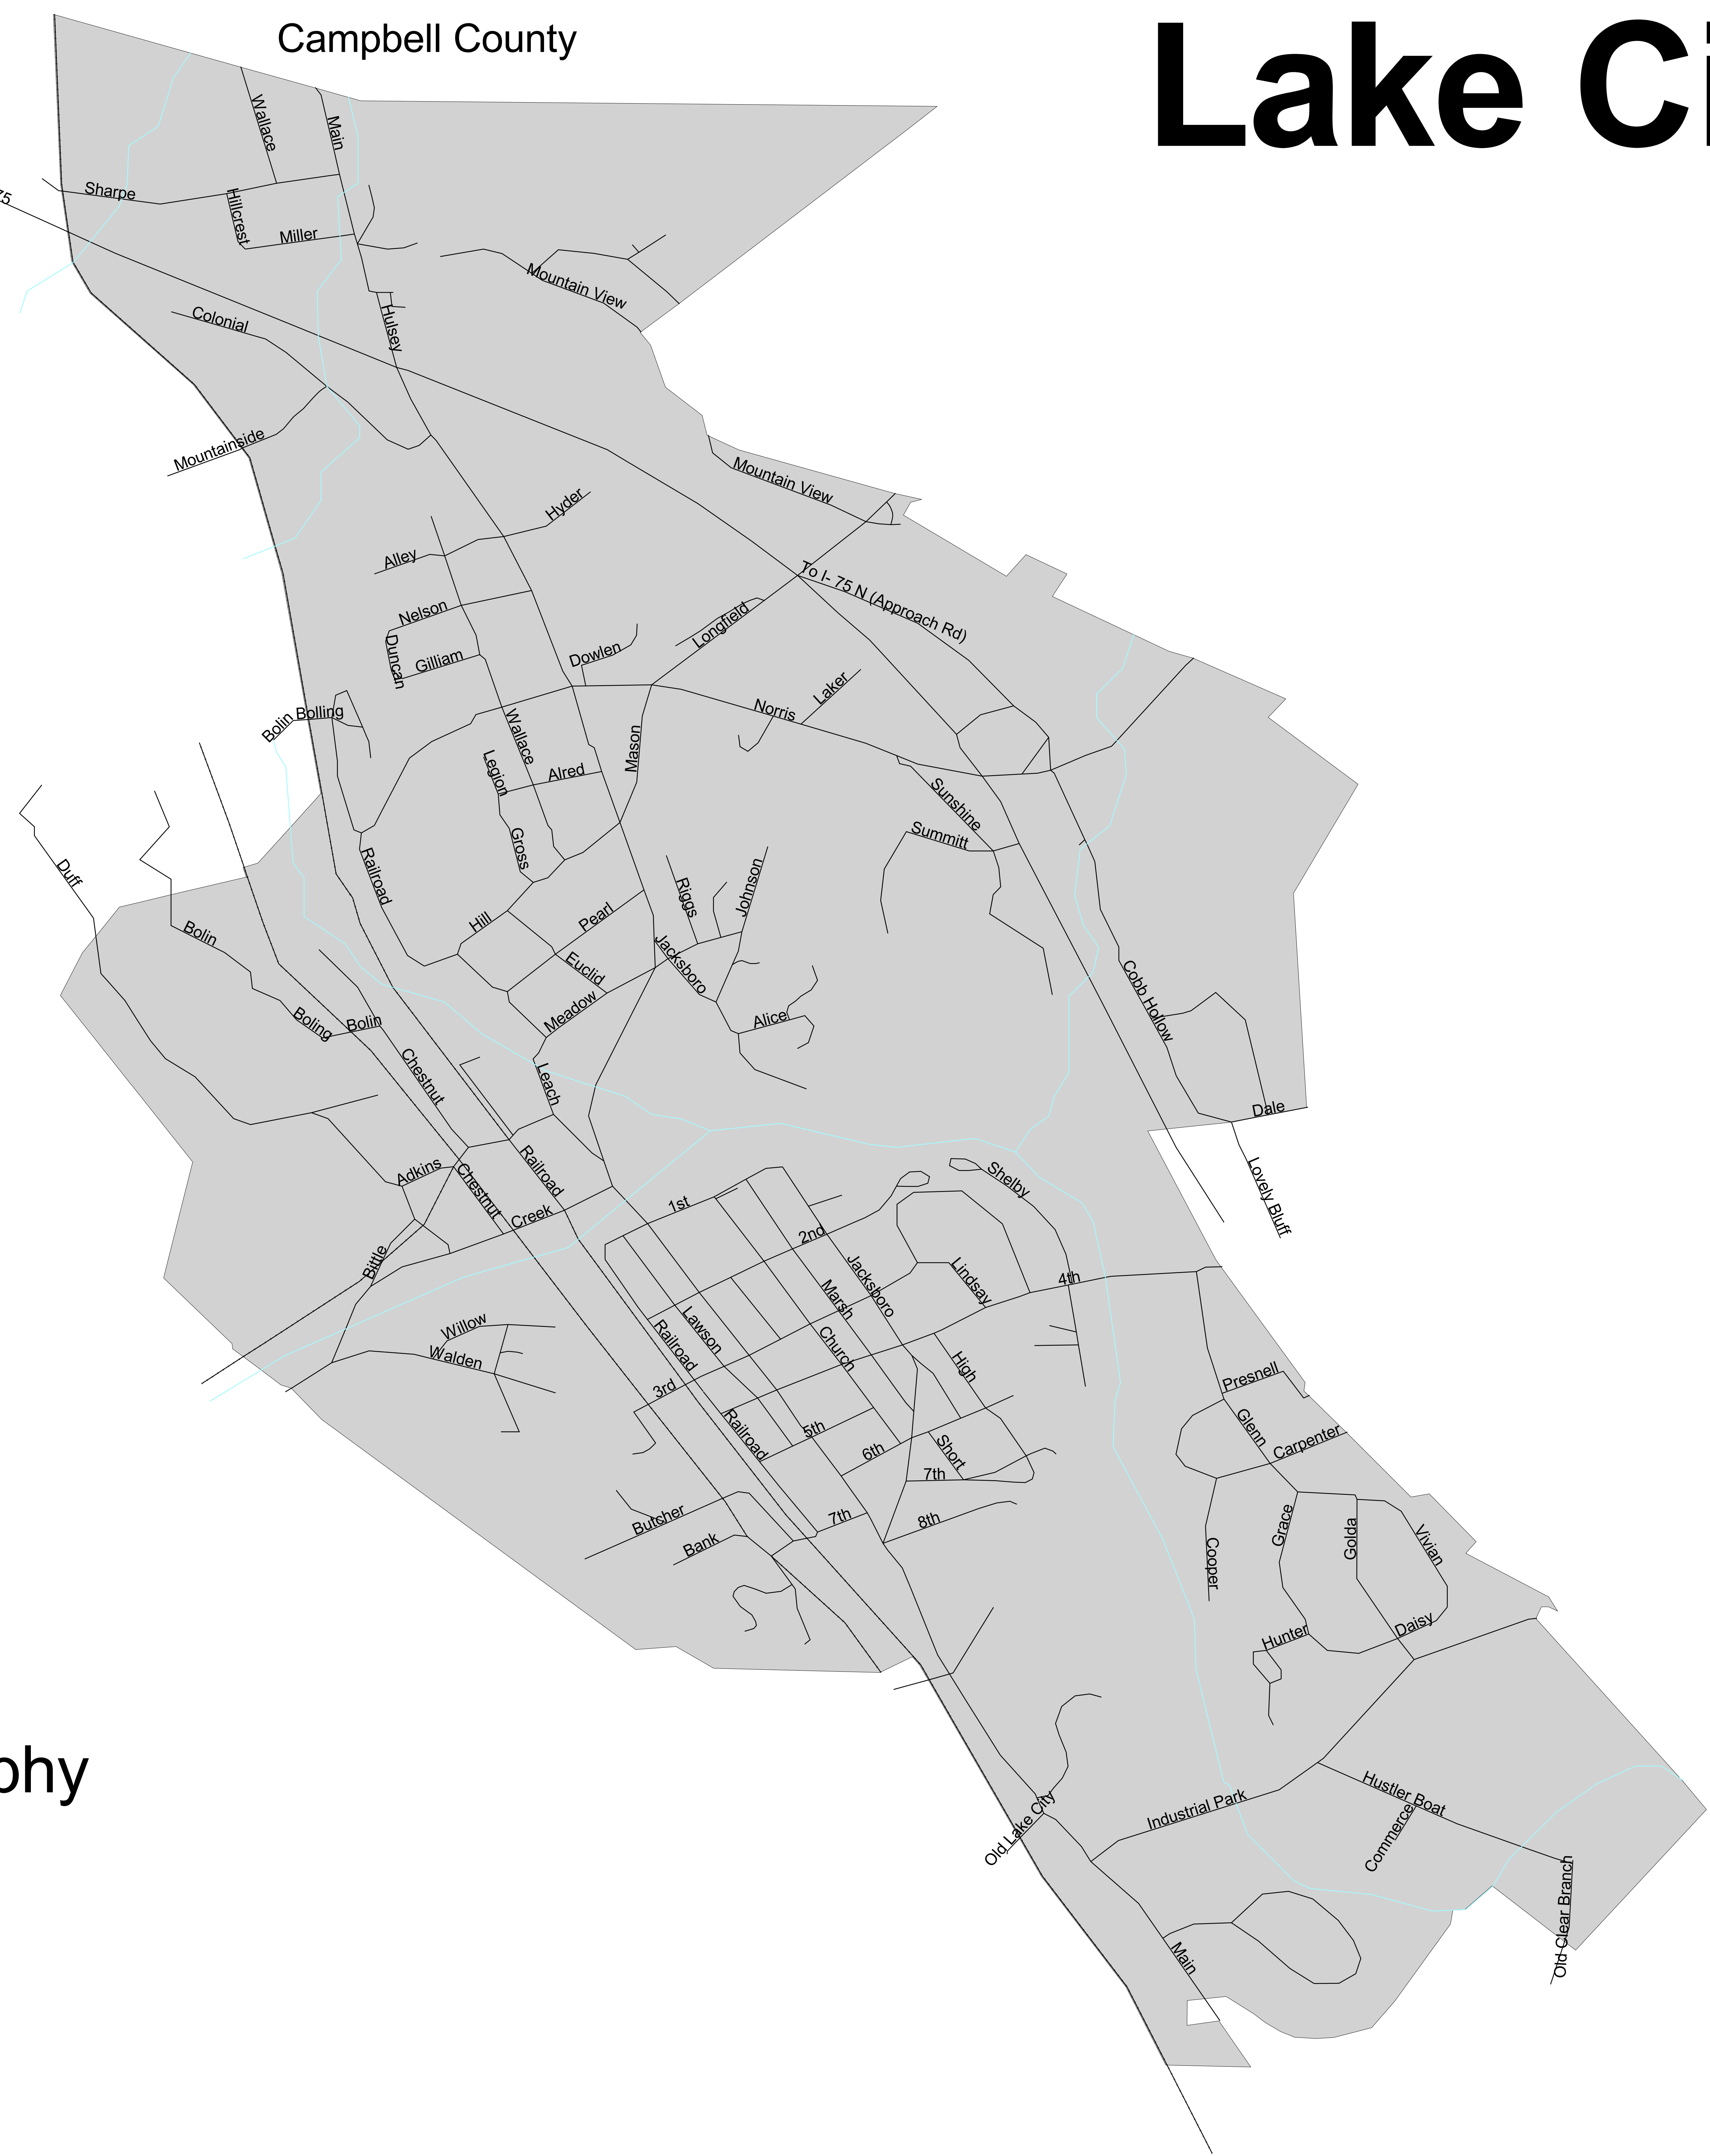 Campbell County
Lake Ci
Wallace
Main
Sharpe
75
Hillcrest
Miller
Mountain View
Colonial
Hulsey
Mountainside
Mountain View
Hyder
Alley
To I- 75 N (Approach Rd)
Nelson
Longfield
Duncan
Gilliam
Dowlen
Laker
Norris
Bolin
Bolling
Wallace
Mason
Legion
Alred
Sunshine
Summitt
Gross
Duff
Railroad
Riggs
Johnson
Hill
Pearl
Bolin
Jacksboro
Euclid
Cobb Hollow
Meadow
Boling
Bolin
Alice
Chestnut
Leach
Dale
Adkins
Railroad
Chestnut
Shelby
Lovely Bluff
1st
Creek
2nd
Bittle
Jacksboro
Lindsay
4th
Marsh
Willow
Lawson
Railroad
Church
Walden
High
3rd
Presnell
Railroad
5th
Glenn
Carpenter
6th
Short
7th
Butcher
7th
8th
Bank
Grace
Golda
Vivian
Cooper
Hunter
Daisy
phy
Hustler Boat
Industrial Park
Commerce
Old Lake City
Old Clear Branch
Main